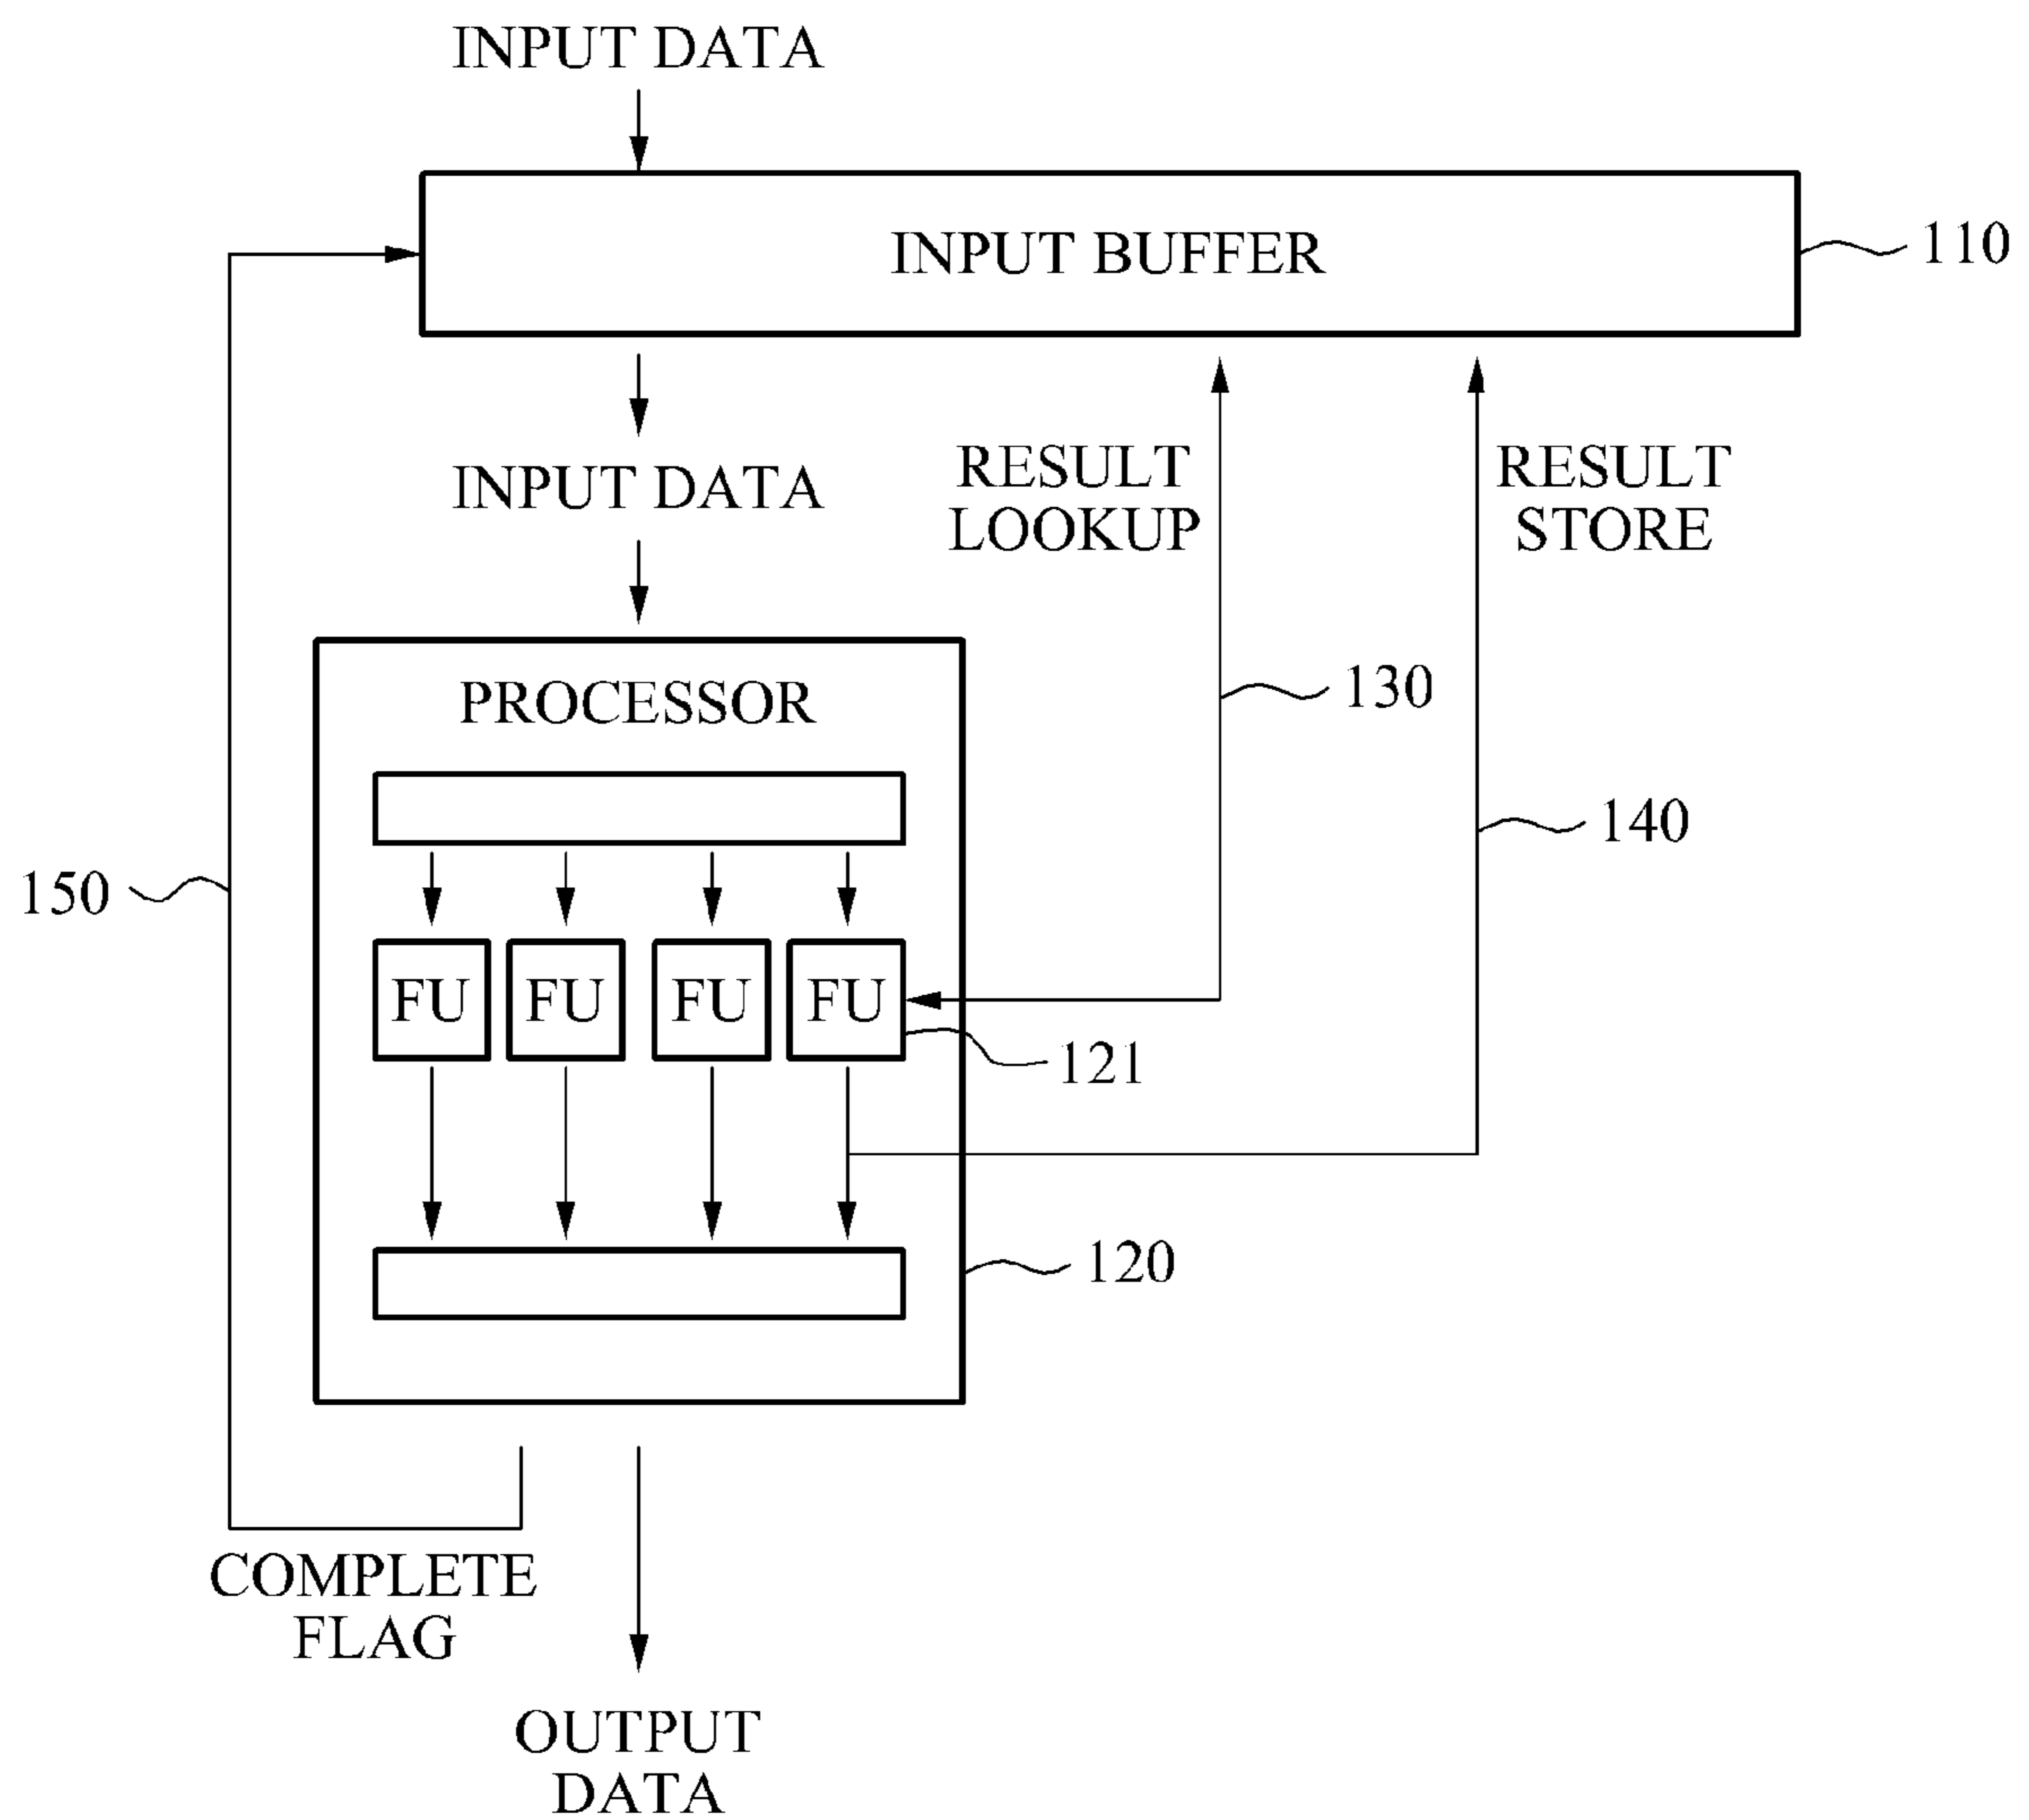 INPUT DATA
INPUT BUFFER
110
INPUT DATA
RESULT
LOOKUP
RESULT
STORE
PROCESSOR
130
140
150
FU FU FU FU
121
120
COMPLETE
FLAG
OUTPUT
DATA